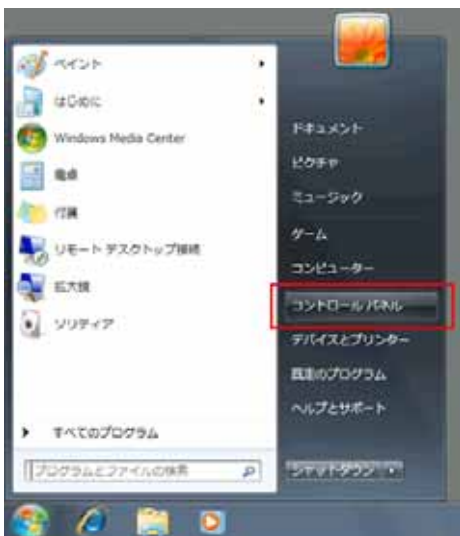 ペイント
はじめに
Windows Media Center
電卓
付箋
リモート デスクトップ接続
拡大鏡
ソリティア
すべてのプログラム
プログラムとファイルの検索
ドキュメント
ピクチャ
ミュージック
ゲーム
コンピューター
コントロール パネル
デバイスとプリンター
既定のプログラム
ヘルプとサポート
シャットダウン